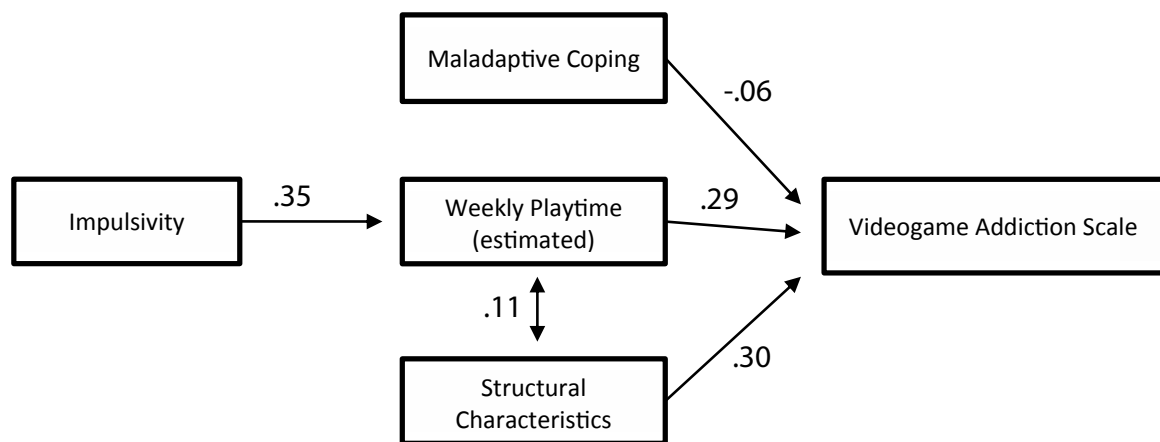 Maladaptive Coping
-.06
Impulsivity
.35
Weekly Playtime
(estimated)
.29
Videogame Addiction Scale
.11
Structural
Characteristics
.30